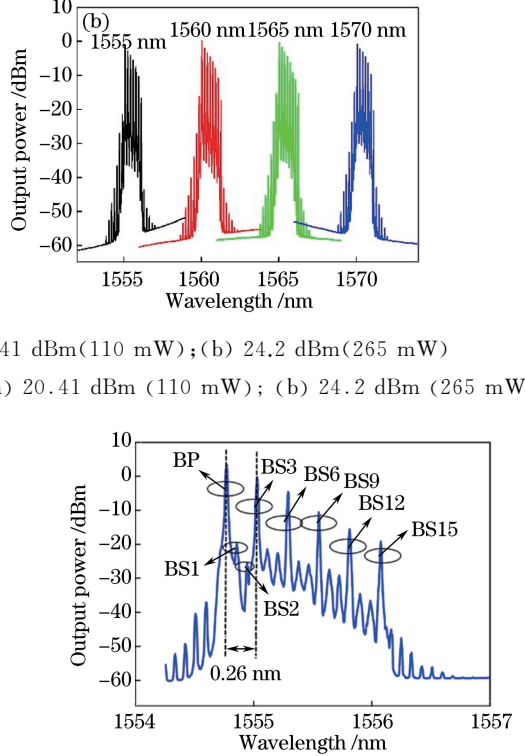 10
(b)
0
1555 nm
1560 nm
1565 nm
1570 nm
−10
−20
−30
−40
−50
−60
Output power /dBm
1555
1560
1565
1570
Wavelength /nm
41 dBm(110 mW);(b) 24.2 dBm(265 mW)
) 20.41 dBm (110 mW); (b) 24.2 dBm (265 mW
10
BP
BS3
BS6
BS9
0
−10
BS12
BS15
−20
BS1
−30
BS2
−40
−50
−60
0.26 nm
Output power /dBm
1554
1555
1556
1557
Wavelength /nm